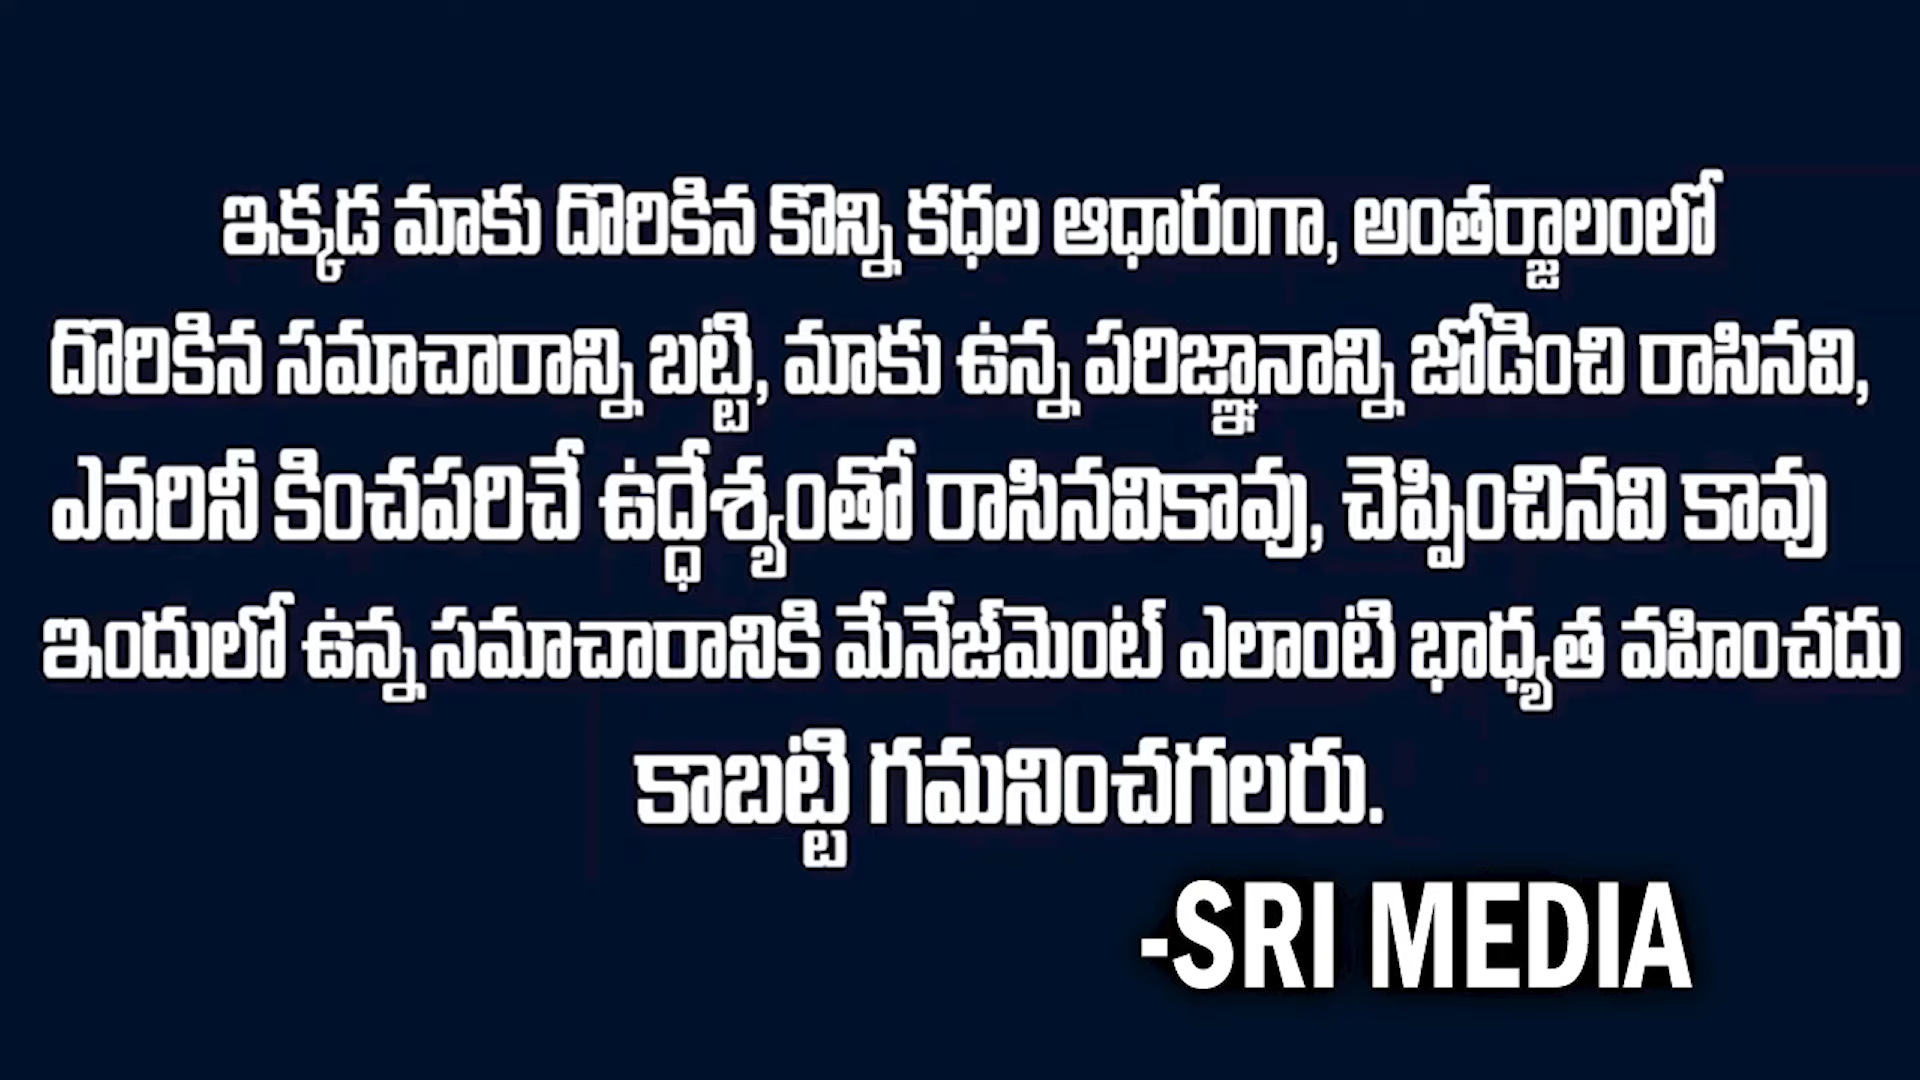 ఇక్కడ మాకు దొరికిన కొన్ని కధల ఆధారంగా, అంతర్జాలంలో
దొరికిన సమాచారాన్ని బట్టి, మాకు ఉన్న పరిజ్ఞానాన్ని జోడించి రాసినవి,
ఎవరినీ కించపరిచే ఉద్ధేశ్యంతో రాసినవికావు, చెప్పించినవి కావు
ఇందులో ఉన్న సమాచారానికి మేనేజ్‌మెంట్ ఎలాంటి భాధ్యత వహించదు
కాబట్టి గమనించగలరు.
-SRI MEDIA